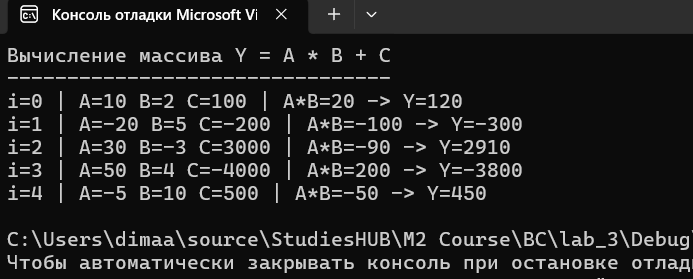 Консоль отладки Microsoft Vi
Вычисление массива Y = A * B + C
--------------------------------
i=0 | A=10 B=2 C=100 | A*B=20 -> Y=120
i=1 | A=-20 B=5 C=-200 | A*B=-100 -> Y=-300
i=2 | A=30 B=-3 C=3000 | A*B=-90 -> Y=2910
i=3 | A=50 B=4 C=-4000 | A*B=200 -> Y=-3800
i=4 | A=-5 B=10 C=500 | A*B=-50 -> Y=450
C:\Users\dimaa\source\StudiesHUB\M2 Course\BC\lab_3\Debug\
Чтобы автоматически закрывать консоль при остановке отлад